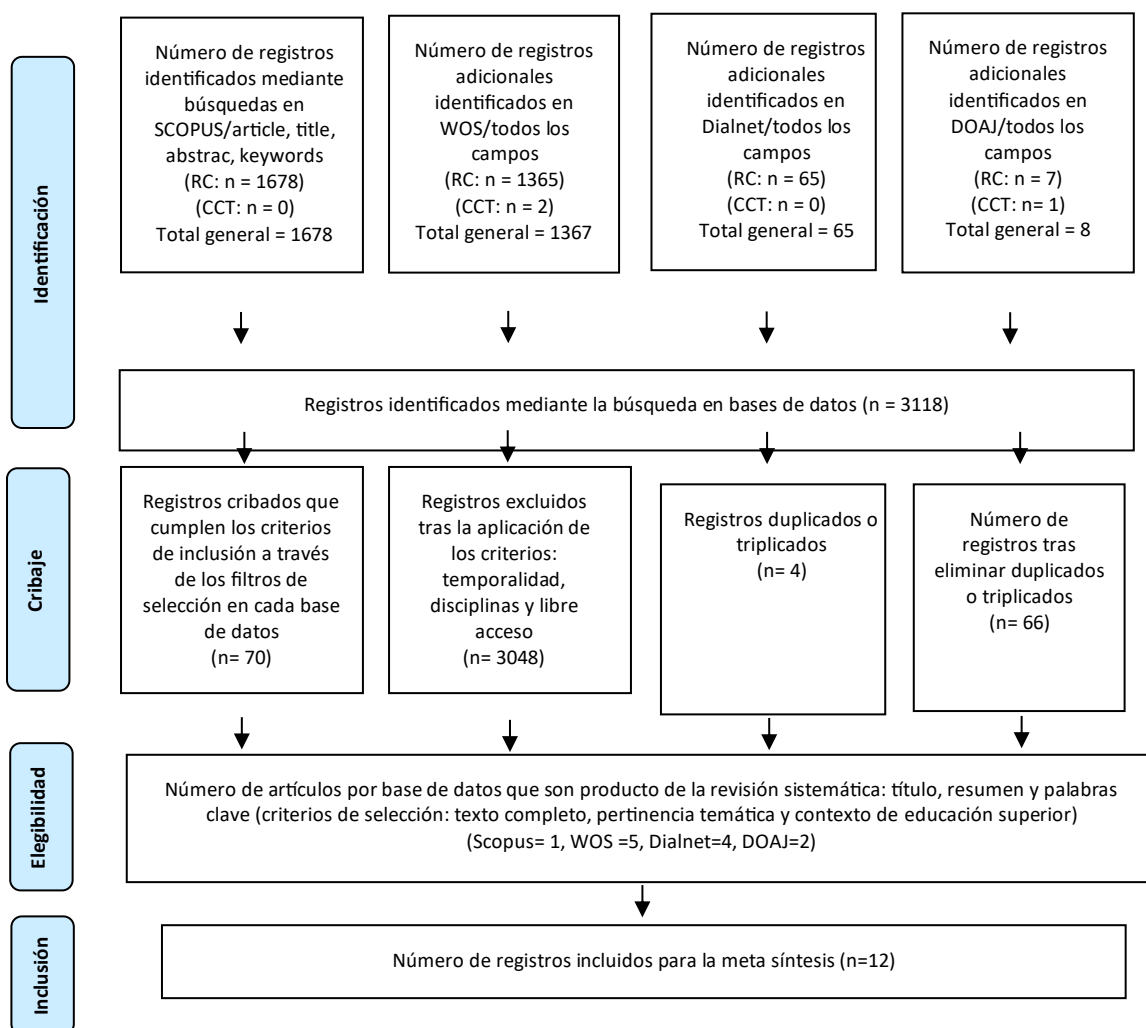 Identificación
Número de registros
identificados mediante
búsquedas en
SCOPUS/article, title,
abstrac, keywords
(RC: n = 1678)
(CCT: n = 0)
Total general = 1678
Número de registros
adicionales
identificados en
WOS/todos los
campos
(RC: n = 1365)
(CCT: n = 2)
Total general = 1367
Número de registros
adicionales
identificados en
Dialnet/todos los
campos
(RC: n = 65)
(CCT: n = 0)
Total general = 65
Número de registros
adicionales
identificados en
DOAJ/todos los
campos
(RC: n = 7)
(CCT: n= 1)
Total general = 8
Registros identificados mediante la búsqueda en bases de datos (n = 3118)
Cribaje
Registros cribados que
cumplen los criterios
de inclusión a través
de los filtros de
selección en cada base
de datos
(n= 70)
Registros excluidos
tras la aplicación de
los criterios:
temporalidad,
disciplinas y libre
acceso
(n= 3048)
Registros duplicados o
triplicados
(n= 4)
Número de
registros tras
eliminar duplicados
o triplicados
(n= 66)
Elegibilidad
Número de artículos por base de datos que son producto de la revisión sistemática: título, resumen y palabras
clave (criterios de selección: texto completo, pertinencia temática y contexto de educación superior)
(Scopus= 1, WOS =5, Dialnet=4, DOAJ=2)
Inclusión
Número de registros incluidos para la meta síntesis (n=12)